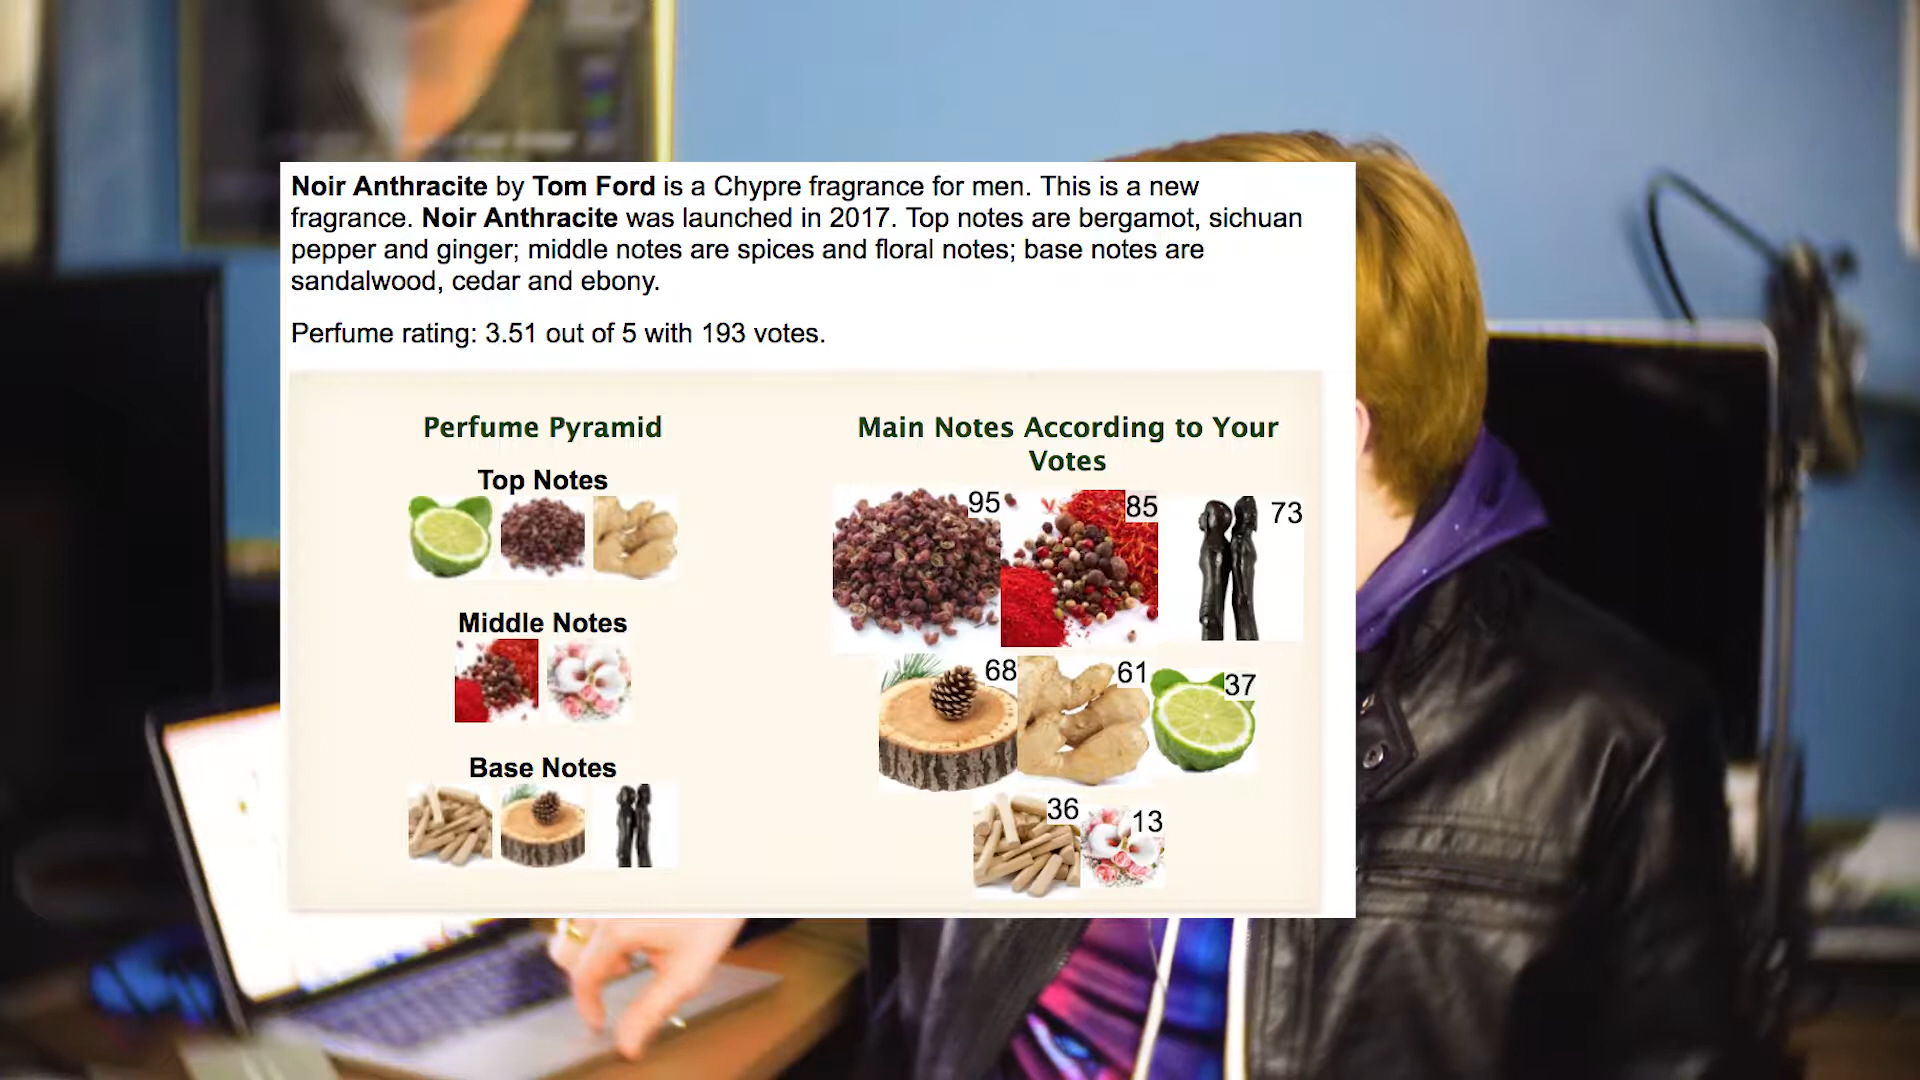 Noir Anthracite by Tom Ford is a Chypre fragrance for men. This is a new
fragrance. Noir Anthracite was launched in 2017. Top notes are bergamot, sichuan
pepper and ginger; middle notes are spices and floral notes; base notes are
sandalwood, cedar and ebony.
Perfume rating: 3.51 out of 5 with 193 votes.
Perfume Pyramid
Top Notes
Middle Notes
Base Notes
Main Notes According to Your
Votes
95 85 73
68 61 37
36 13